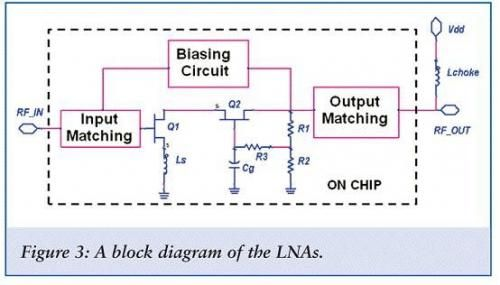 Vdd
Lchoke
Biasing
Circuit
RF_IN
Input
Matching
Q1
S
Q2
Output
Matching
RF_OUT
R1
S
Ls
Cg
R3
R2
ON CHIP
Figure 3: A block diagram of the LNAs.